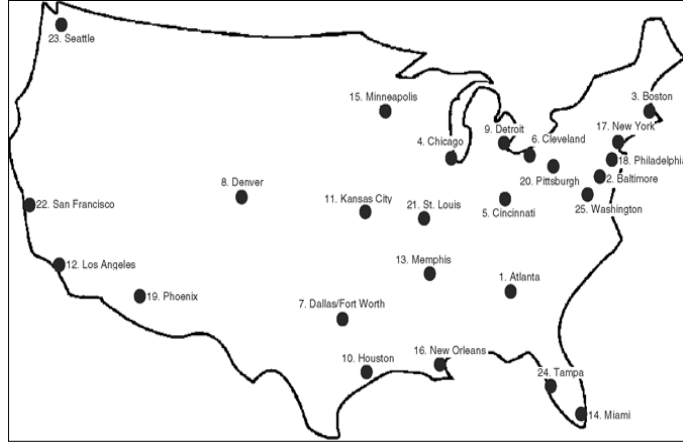 23. Seattle
15. Minneapolis
3. Boston
9. Detroit
17. New York
4. Chicago
6. Cleveland
18. Philadelphia
20. Pittsburgh
2. Baltimore
8. Denver
25. Washington
11. Kansas City
21. St. Louis
5. Cincinnati
22. San Francisco
12. Los Angeles
13. Memphis
1. Atlanta
19. Phoenix
7. Dallas/Fort Worth
16. New Orleans
10. Houston
24. Tampa
14. Miami